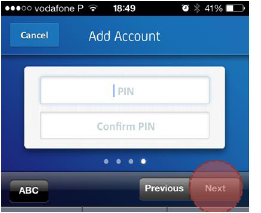 vodafone P 18:49 41%
Cancel Add Account
PIN
Confirm PIN
ABC Previous Next